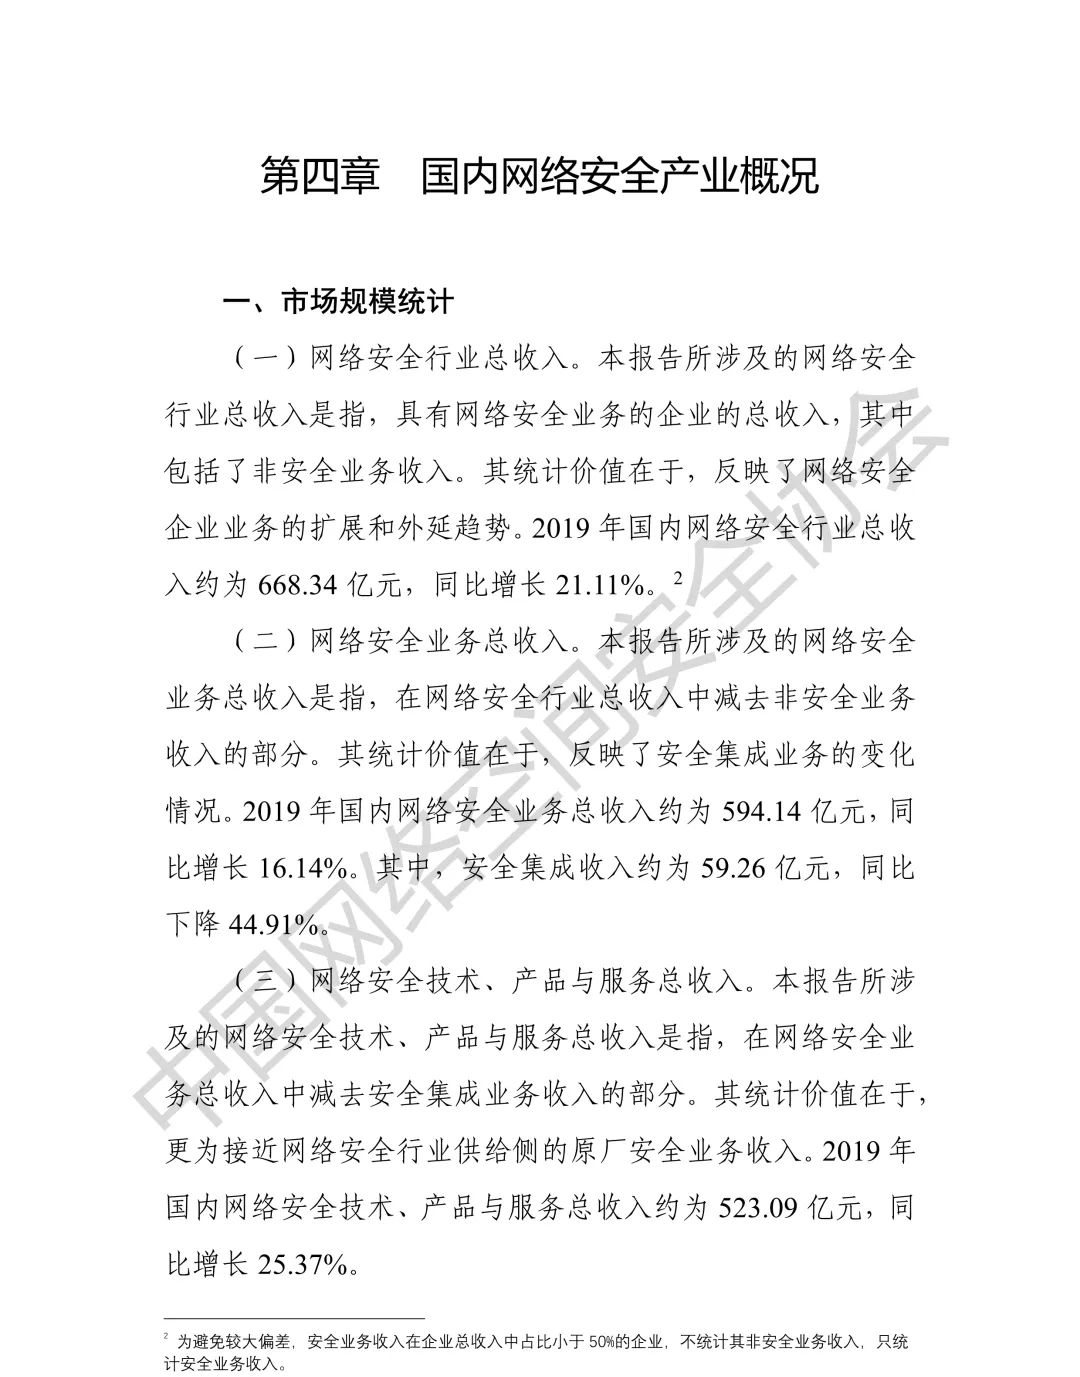 第四章　国内网络安全产业概况
一、市场规模统计
（一）网络安全行业总收入。本报告所涉及的网络安全
行业总收入是指，具有网络安全业务的企业的总收入，其中
包括了非安全业务收入。其统计价值在于，反映了网络安全
企业业务的扩展和外延趋势。2019 年国内网络安全行业总收
入约为 668.34 亿元，同比增长 21.11%。2
（二）网络安全业务总收入。本报告所涉及的网络安全
业务总收入是指，在网络安全行业总收入中减去非安全业务
收入的部分。其统计价值在于，反映了安全集成业务的变化
情况。2019 年国内网络安全业务总收入约为 594.14 亿元，同
比增长 16.14%。其中，安全集成收入约为 59.26 亿元，同比
下降 44.91%。
（三）网络安全技术、产品与服务总收入。本报告所涉
及的网络安全技术、产品与服务总收入是指，在网络安全业
务总收入中减去安全集成业务收入的部分。其统计价值在于，
更为接近网络安全行业供给侧的原厂安全业务收入。2019 年
国内网络安全技术、产品与服务总收入约为 523.09 亿元，同
比增长 25.37%。
2 为避免较大偏差，安全业务收入在企业总收入中占比小于 50%的企业，不统计其非安全业务收入，只统
计安全业务收入。
中国网络空间安全协会